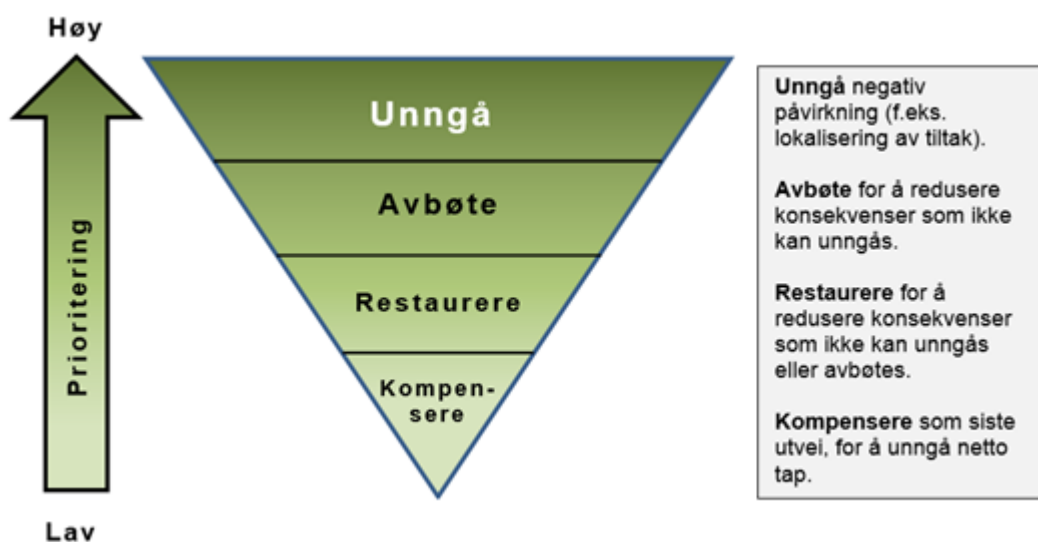 Høy
Prioritering
Lav
Unngå
Avbøte
Restaurere
Kompen-
sere
Unngå negativ
påvirkning (f.eks.
lokalisering av tiltak).
Avbøte for å redusere
konsekvenser som ikke
kan unngås.
Restaurere for å
redusere konsekvenser
som ikke kan unngås
eller avbøtes.
Kompensere som siste
utvei, for å unngå netto
tap.